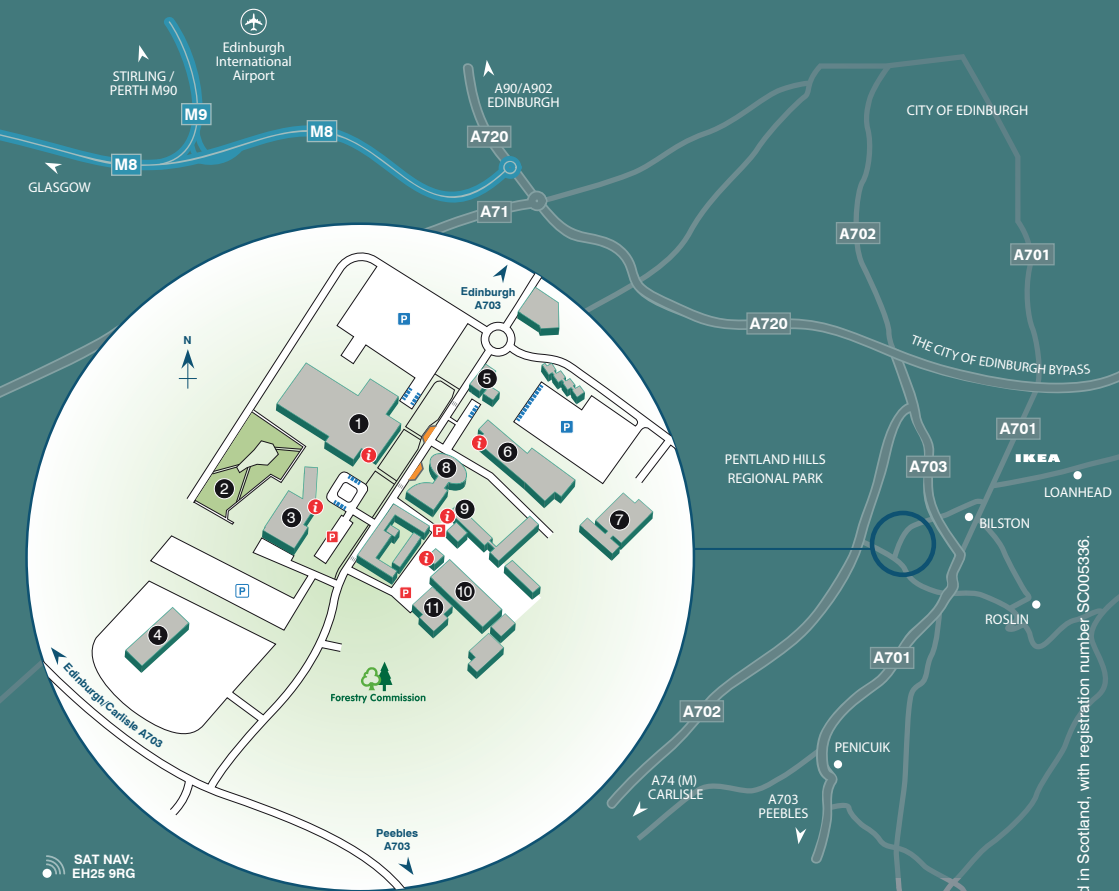 Edinburgh
International
Airport
STIRLING /
PERTH M90
A90/A902
EDINBURGH
CITY OF EDINBURGH
M9
M8
A720
M8
GLASGOW
A71
A702
A701
Edinburgh
A703
P
N
A720
THE CITY OF EDINBURGH BYPASS
5
1
P
A701
i
6
i
8
PENTLAND HILLS
REGIONAL PARK
IKEA
A703
LOANHEAD
2
i
3
i
9
7
BILSTON
P
P
i
10
P
P
11
ROSLIN
4
A701
Forestry Commission
Edinburgh/Carlisle A703
A702
PENICUIK
A74 (M)
CARLISLE
A703
PEEBLES
Peebles
A703
SAT NAV:
EH25 9RG
d in Scotland, with registration number SC005336.